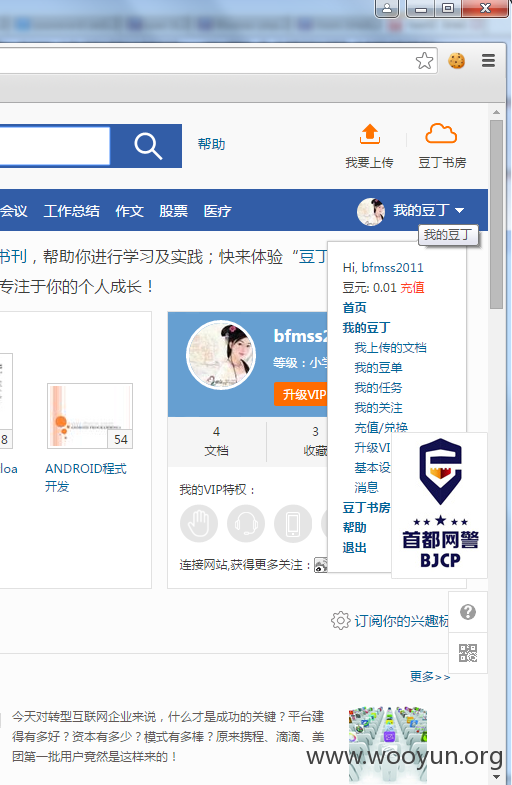 帮助
我要上传
豆丁书房
会议 工作总结 作文 股票 医疗
我的豆丁
我的豆丁
书刊，帮助你进行学习及实践；快来体验“豆丁
专注于你的个人成长！
Hi, bfmss2011
豆元: 0.01 充值
首页
我的豆丁
我上传的文档
我的豆单
我的任务
我的关注
充值/兑换
升级VI
基本设
消息
豆丁书房
帮助
退出
bfmss2
等级：小学
升级VIP
4
文档
3
收藏
我的VIP特权：
连接网站,获得更多关注：
8
loa
54
ANDROID程式
开发
首都网警
BJCP
订阅你的兴趣标
更多>>
今天对转型互联网企业来说，什么才是成功的关键？平台建
得有多好？资本有多少？模式有多棒？原来携程、滴滴、美
团第一批用户竟然是这样来的！
www.wooyun.org